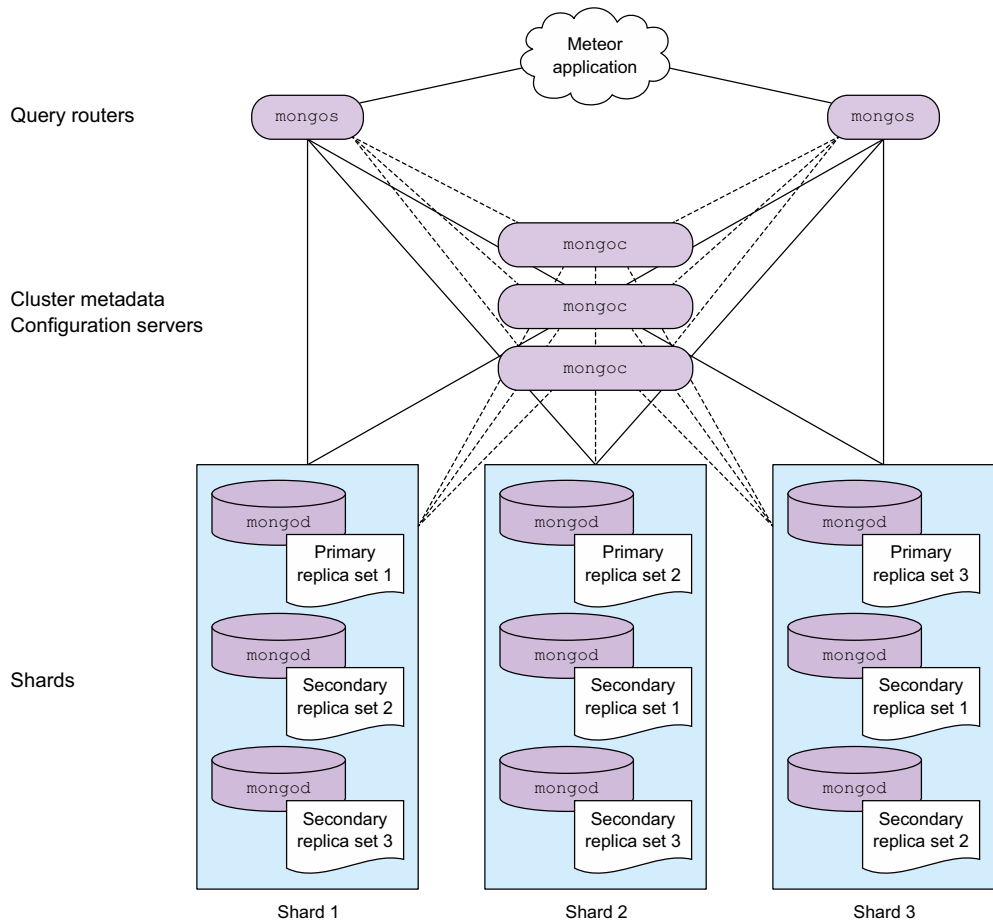 Meteor
application
Query routers
mongos
mongos
mongoc
Cluster metadata
Configuration servers
mongoc
mongoc
mongod
Primary
replica set 1
mongod
Primary
replica set 2
mongod
Primary
replica set 3
Shards
mongod
Secondary
replica set 2
mongod
Secondary
replica set 1
mongod
Secondary
replica set 1
mongod
Secondary
replica set 3
mongod
Secondary
replica set 3
mongod
Secondary
replica set 2
Shard 1
Shard 2
Shard 3